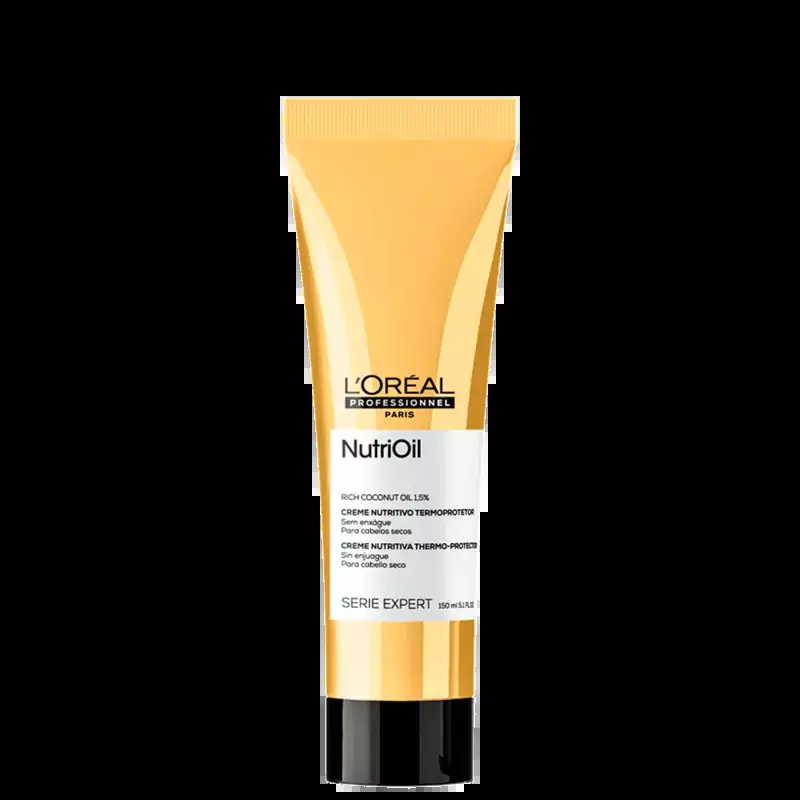 L'ORÉAL
PROFESSIONNEL
PARIS
NutriOil
RICH COCONUT OIL 1,5%
CREME NUTRITIVO TERMOPROTETOR
Sem enxágue
Para cabelos secos
CREME NUTRITIVA THERMO-PROTECTOR
Sin enjuague
Para cabello seco
SERIE EXPERT 150 ml 5.1 FL.OZ